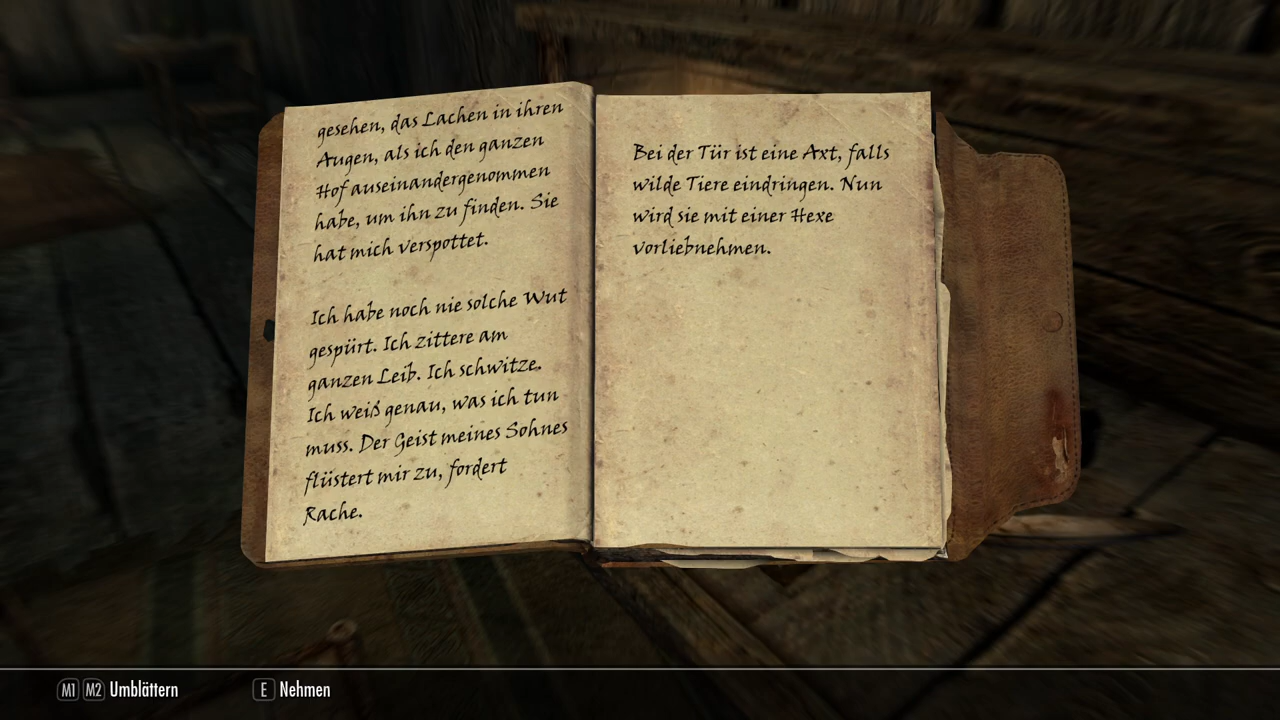 gesehen, das Lachen in ihren
Augen, als ich den ganzen
Hof auseinandergenommen
habe, um ihn zu finden. Sie
hat mich verspottet.
Ich habe noch nie solche Wut
gespürt. Ich zittere am
ganzen Leib. Ich schwitze.
Ich weiß genau, was ich tun
muss. Der Geist meines Sohnes
flüstert mir zu, fordert
Rache.
Bei der Tür ist eine Axt, falls
wilde Tiere eindringen. Nun
wird sie mit einer Hexe
vorliebnehmen.
M1 M2 Umblättern
E Nehmen